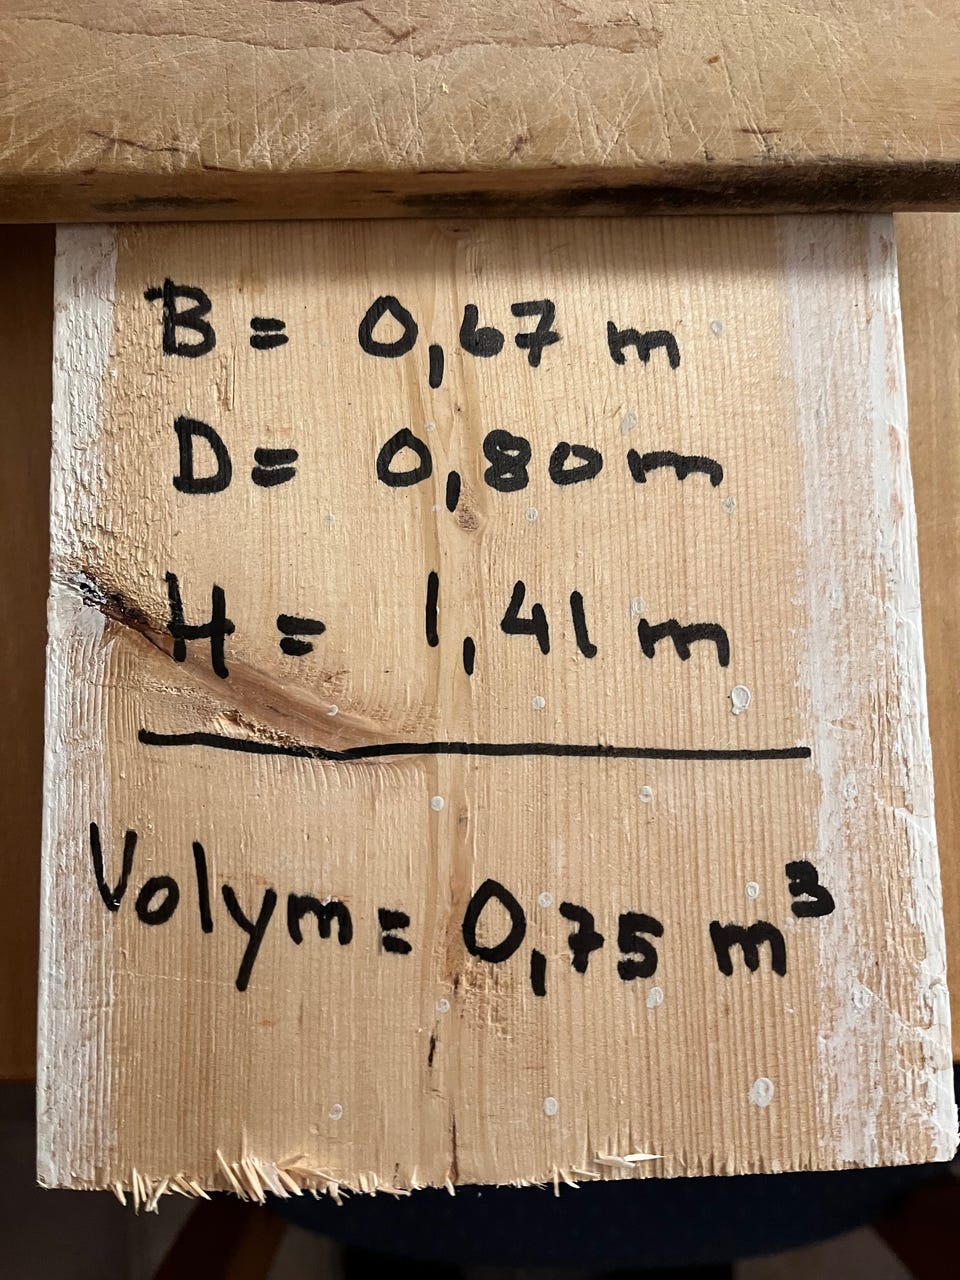 B = 0,67 m
D = 0,80 m
H = 1,41 m
Volym = 0,75 m³